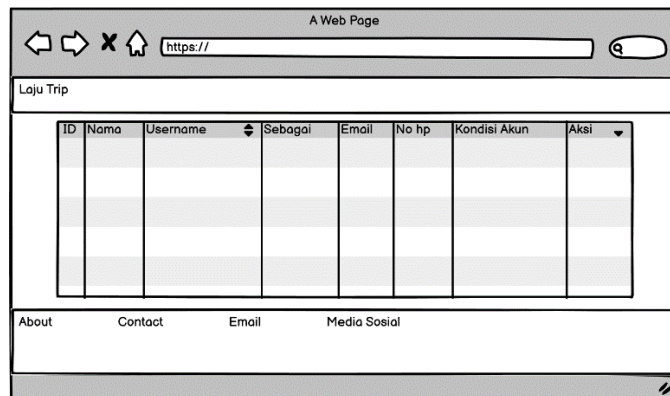 A Web Page
https://
Laju Trip
ID Nama Username Sebagai Email No hp Kondisi Akun Aksi
About Contact Email Media Sosial